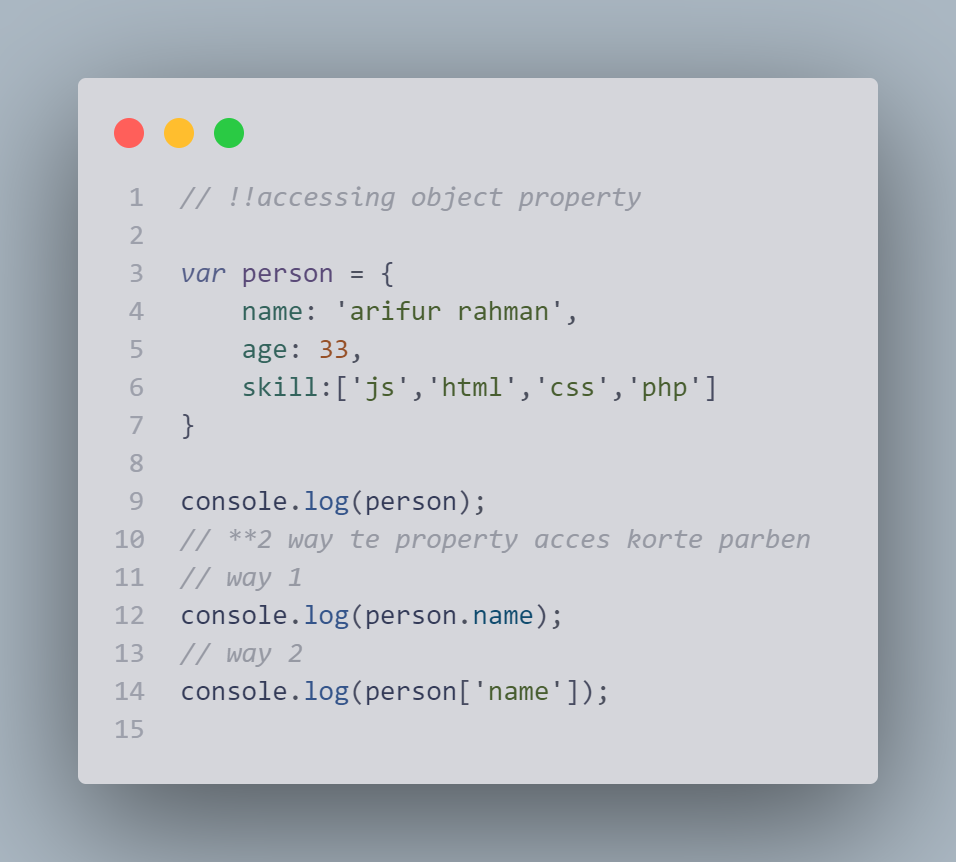 1 // !!accessing object property
2
3 var person = {
4     name: 'arifur rahman',
5     age: 33,
6     skill:['js','html','css','php']
7 }
8
9 console.log(person);
10 // **2 way te property acces korte parben
11 // way 1
12 console.log(person.name);
13 // way 2
14 console.log(person['name']);
15